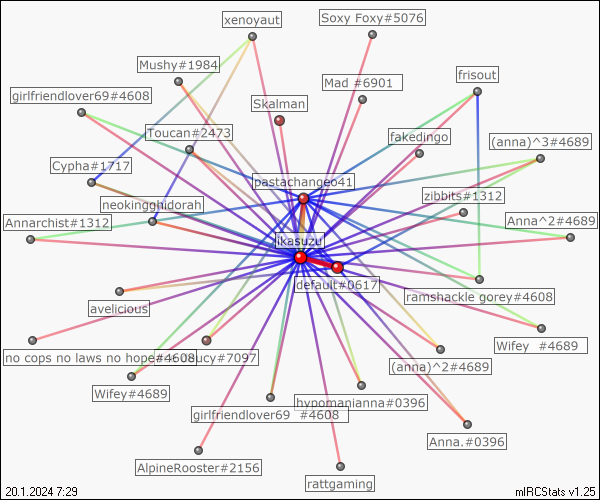 xenoyaut
Soxy Foxy#5076
Mushy#1984
frisout
Mad #6901
girlfriendlover69#4608
Skalman
Toucan#2473
fakedingo
(anna)^3#4689
Cypha#1717
pastachangeo41
zibbits#1312
neokingghidorah
Annarchist#1312
Anna^2#4689
ikasuzu
default#0617
ramshackle gorey#4608
avelicious
no cops no laws no hope#4608
ucy#7097
Wifey #4689
(anna)^2#4689
Wifey#4689
hypomanianna#0396
girlfriendlover69 #4608
Anna.#0396
AlpineRooster#2156
rattgaming
20.1.2024 7:29
mIRCStats v1.25